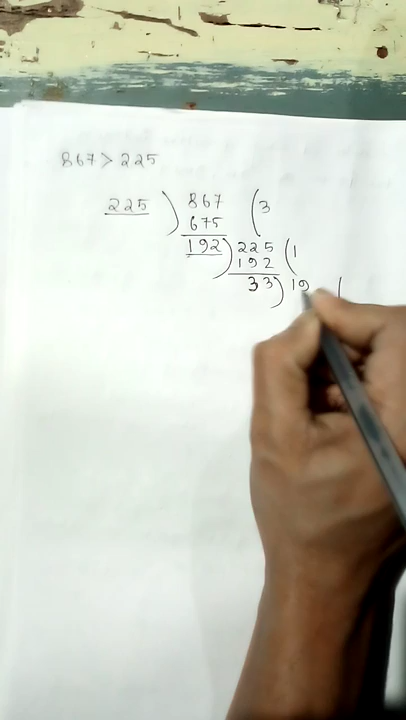 867 > 225
225 ) 867 ( 3
675
192 ) 225 ( 1
192
33 ) 19 (